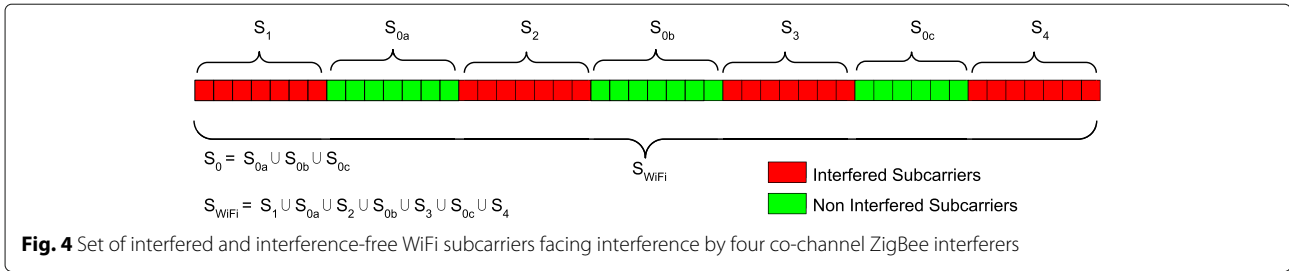 S1 S0a S2 S0b S3 S0c S4
S0 = S0a ∪ S0b ∪ S0c
SWiFi
Interfered Subcarriers
SWiFi = S1 ∪ S0a ∪ S2 ∪ S0b ∪ S3 ∪ S0c ∪ S4
Non Interfered Subcarriers
Fig. 4 Set of interfered and interference-free WiFi subcarriers facing interference by four co-channel ZigBee interferers